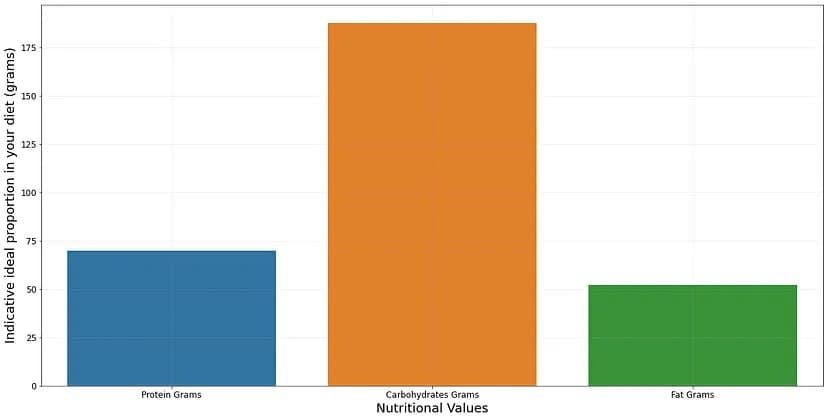 Indicative ideal proportion in your diet (grams)
175
150
125
100
75
50
25
0
Protein Grams
Carbohydrates Grams
Fat Grams
Nutritional Values